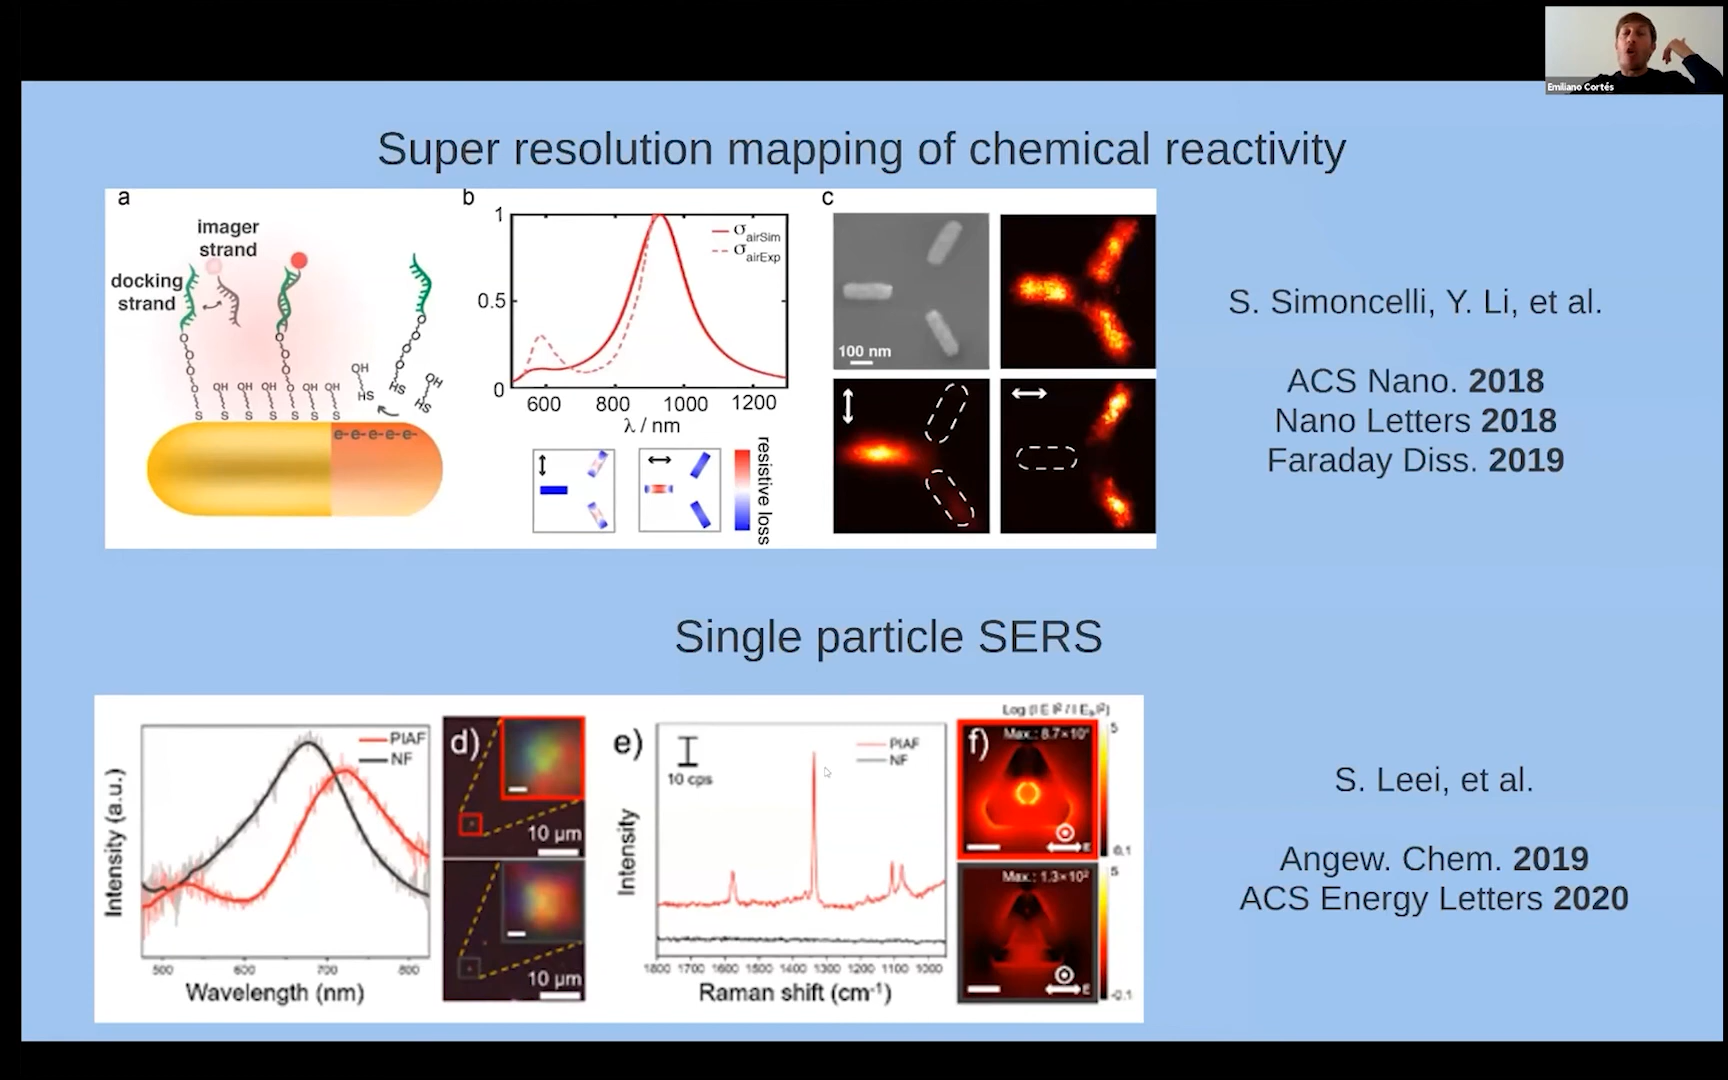 Emiliano Cortés
Super resolution mapping of chemical reactivity
a
imager
strand
docking
strand
OH OH OH OH OH
OH
HS
HS
OH
HS
S S S S S S S
e-e-e-e-e-
b
1
0.5
0
σairSim
σairExp
600 800 1000 1200
λ / nm
resistive loss
c
100 nm
S. Simoncelli, Y. Li, et al.
ACS Nano. 2018
Nano Letters 2018
Faraday Diss. 2019
Single particle SERS
Intensity (a.u.)
PIAF
NF
500 600 700 800
Wavelength (nm)
d)
10 µm
10 µm
e)
10 cps
PIAF
NF
Intensity
1800 1700 1600 1500 1400 1300 1200 1100 1000
Raman shift (cm-1)
f)
Max.: 8.7×10⁴
5
-0.1
E
Max.: 1.3×10²
5
-0.1
E
S. Leei, et al.
Angew. Chem. 2019
ACS Energy Letters 2020